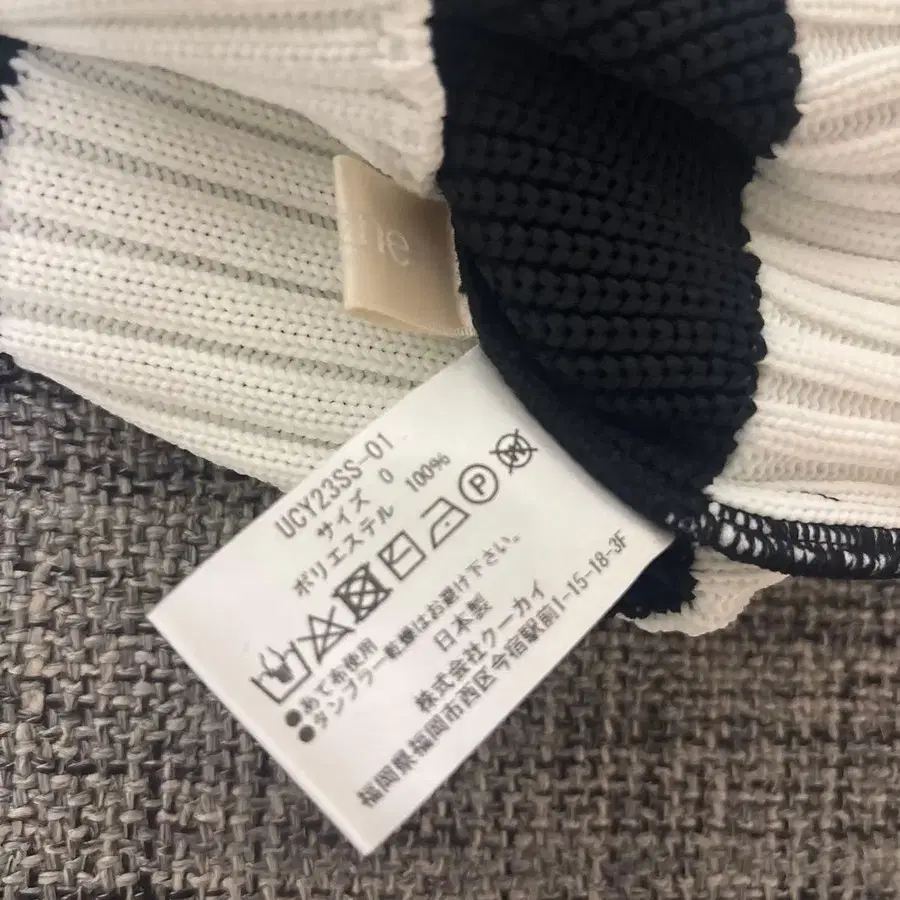 ne
UCY23SS-01
サイズ 0
ポリエステル 100%
P
W
●あて布使用
●タンブラー乾燥はお避け下さい。
日本製
株式会社クーカイ
福岡県福岡市西区今宿駅前1-15-18-3F